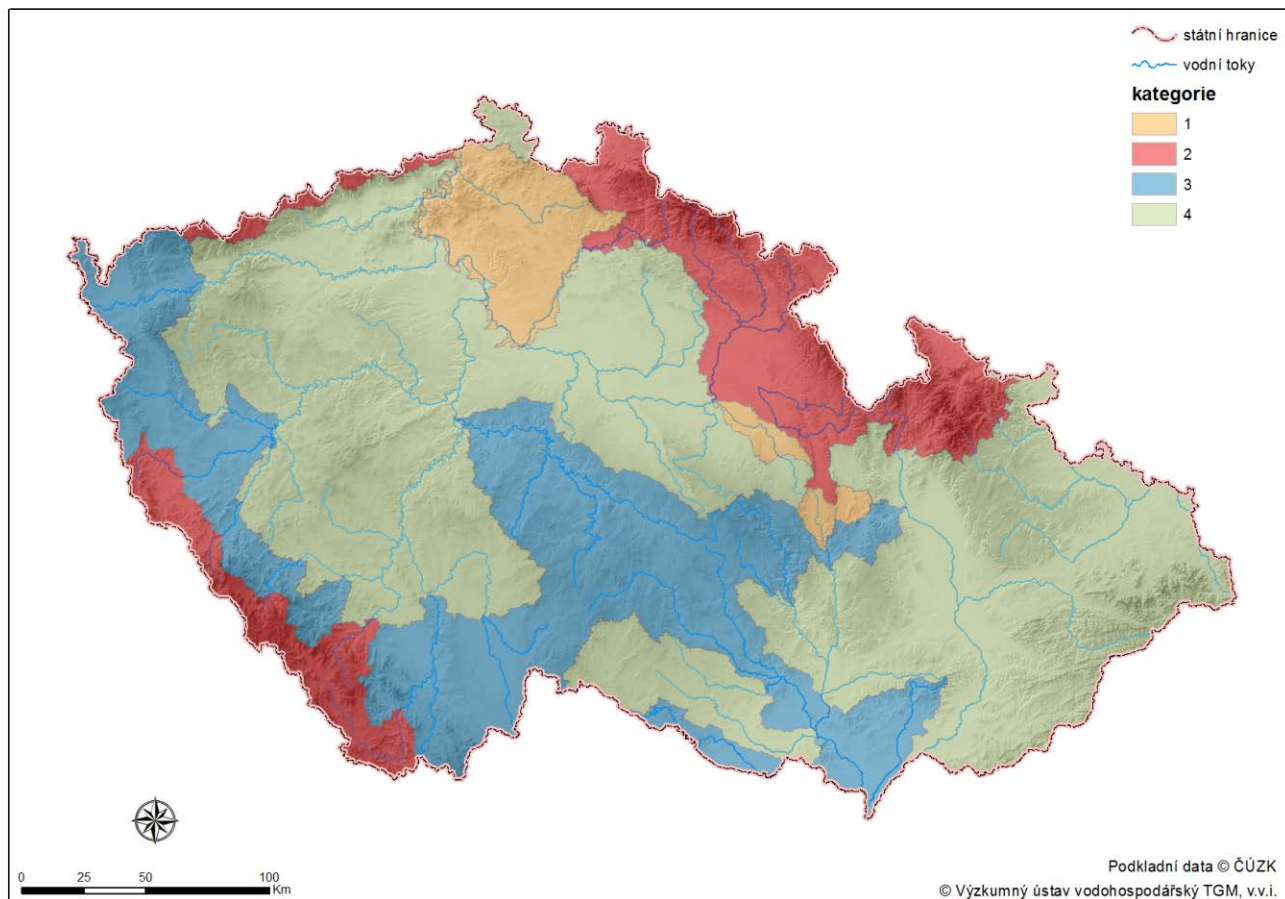 státní hranice
vodní toky
kategorie
1
2
3
4
0 25 50 100
Km
Podkladní data © ČÚZK
© Výzkumný ústav vodohospodářský TGM, v.v.i.